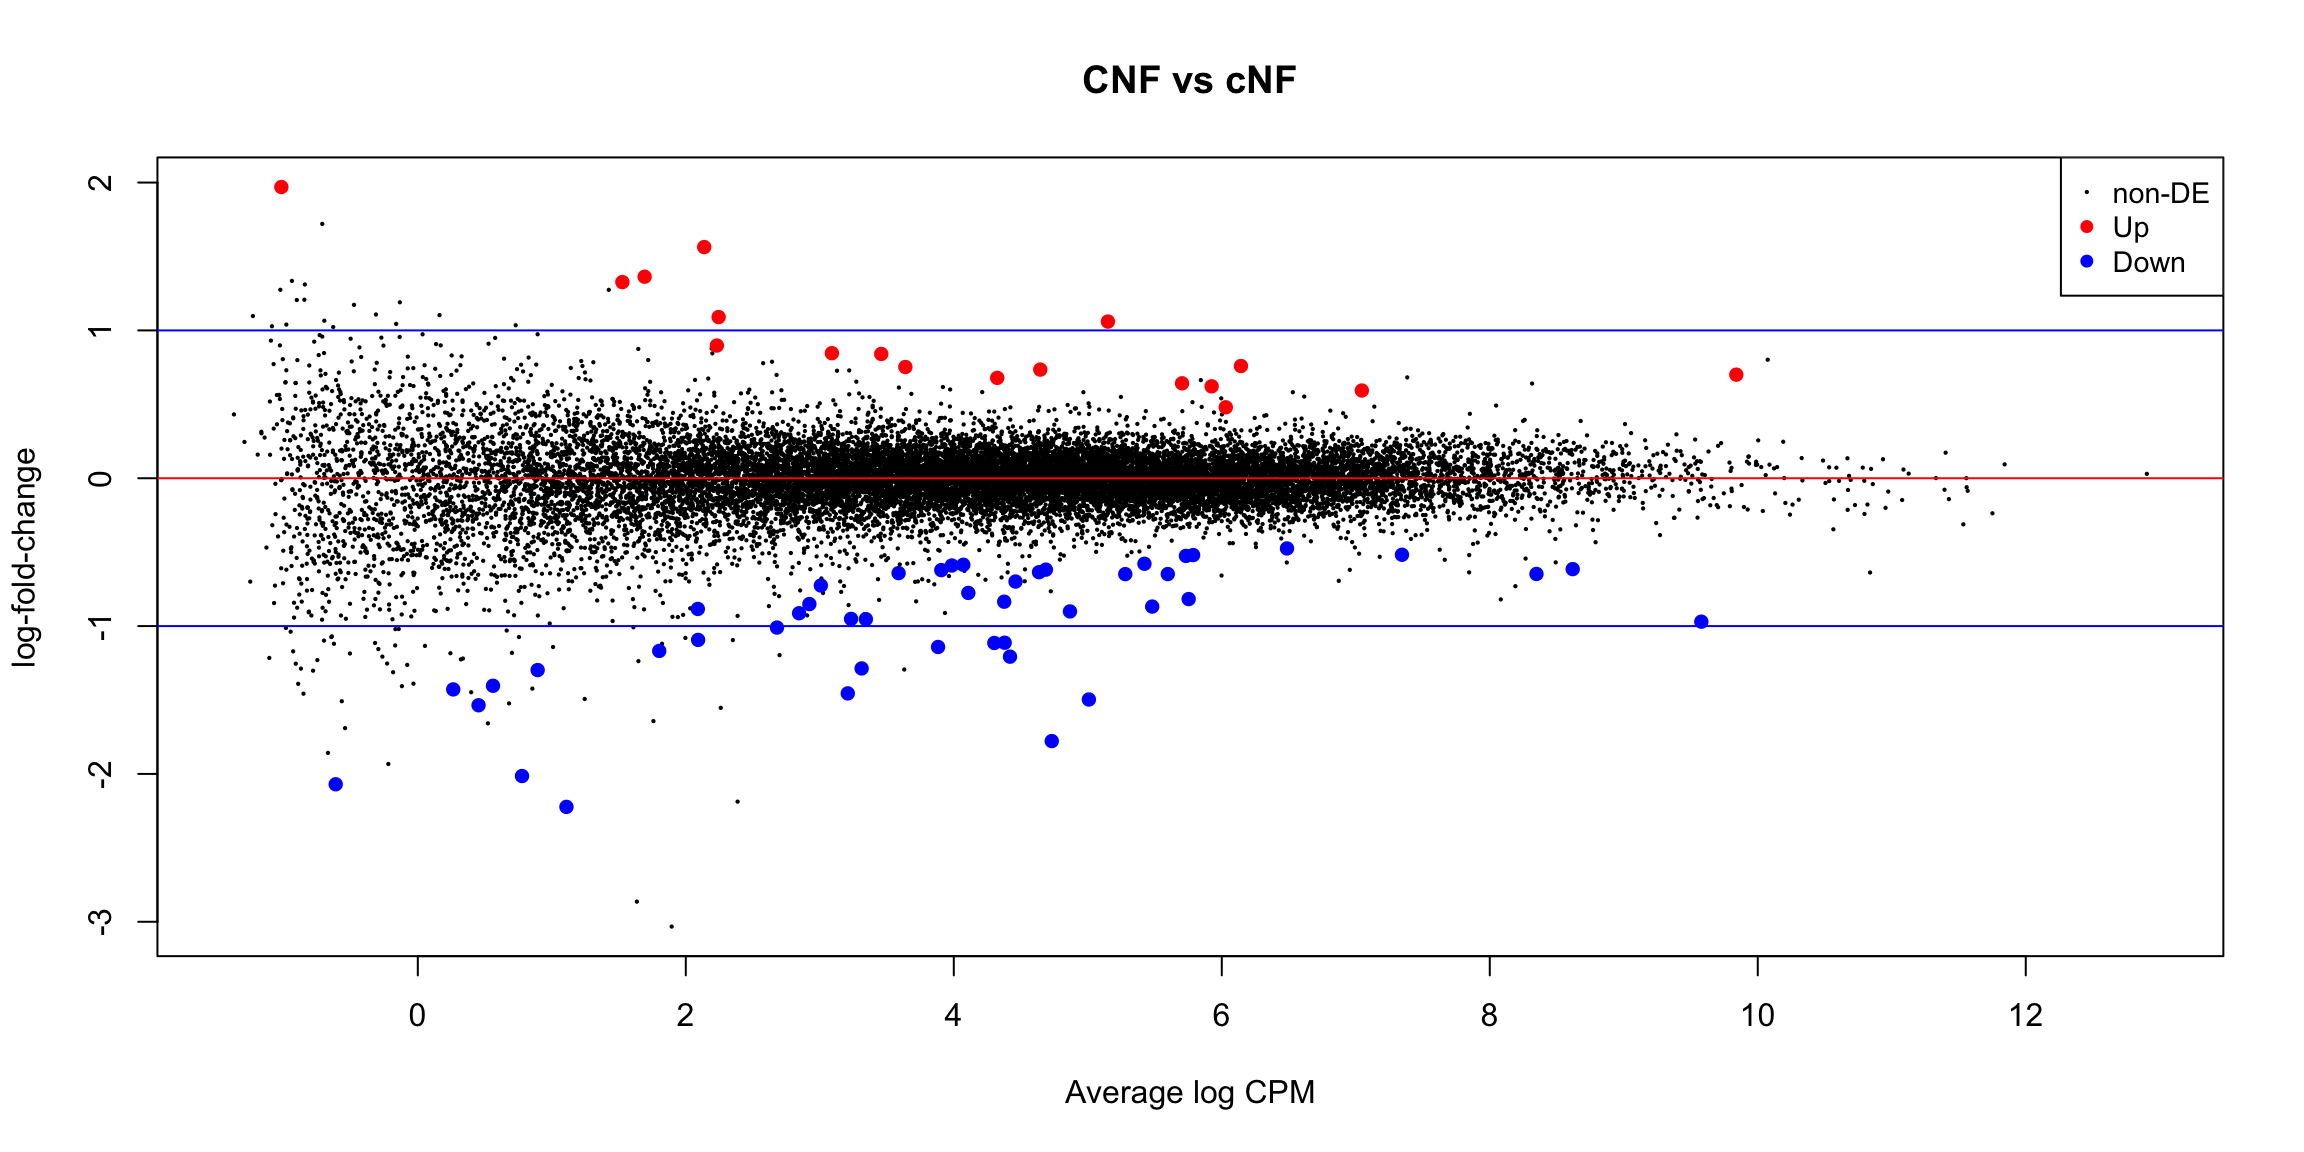 CNF vs cNF
non-DE
Up
Down
2
1
0
-1
-2
-3
log-fold-change
0 2 4 6 8 10 12
Average log CPM